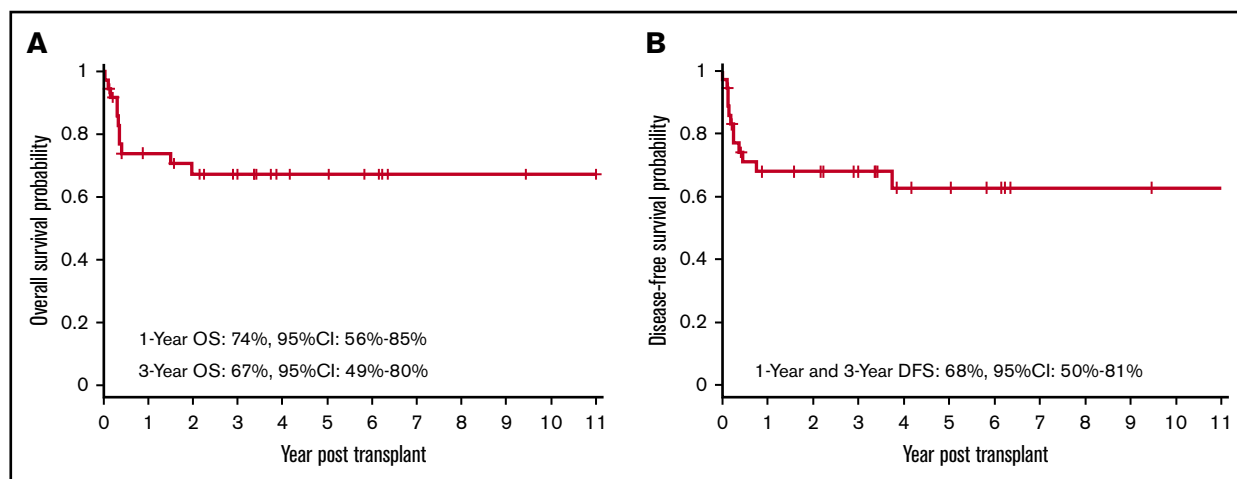 A
Overall survival probability
1
0.8
0.6
0.4
0.2
0
1-Year OS: 74%, 95%CI: 56%-85%
3-Year OS: 67%, 95%CI: 49%-80%
0 1 2 3 4 5 6 7 8 9 10 11
Year post transplant
B
Disease-free survival probability
1
0.8
0.6
0.4
0.2
0
1-Year and 3-Year DFS: 68%, 95%CI: 50%-81%
0 1 2 3 4 5 6 7 8 9 10 11
Year post transplant